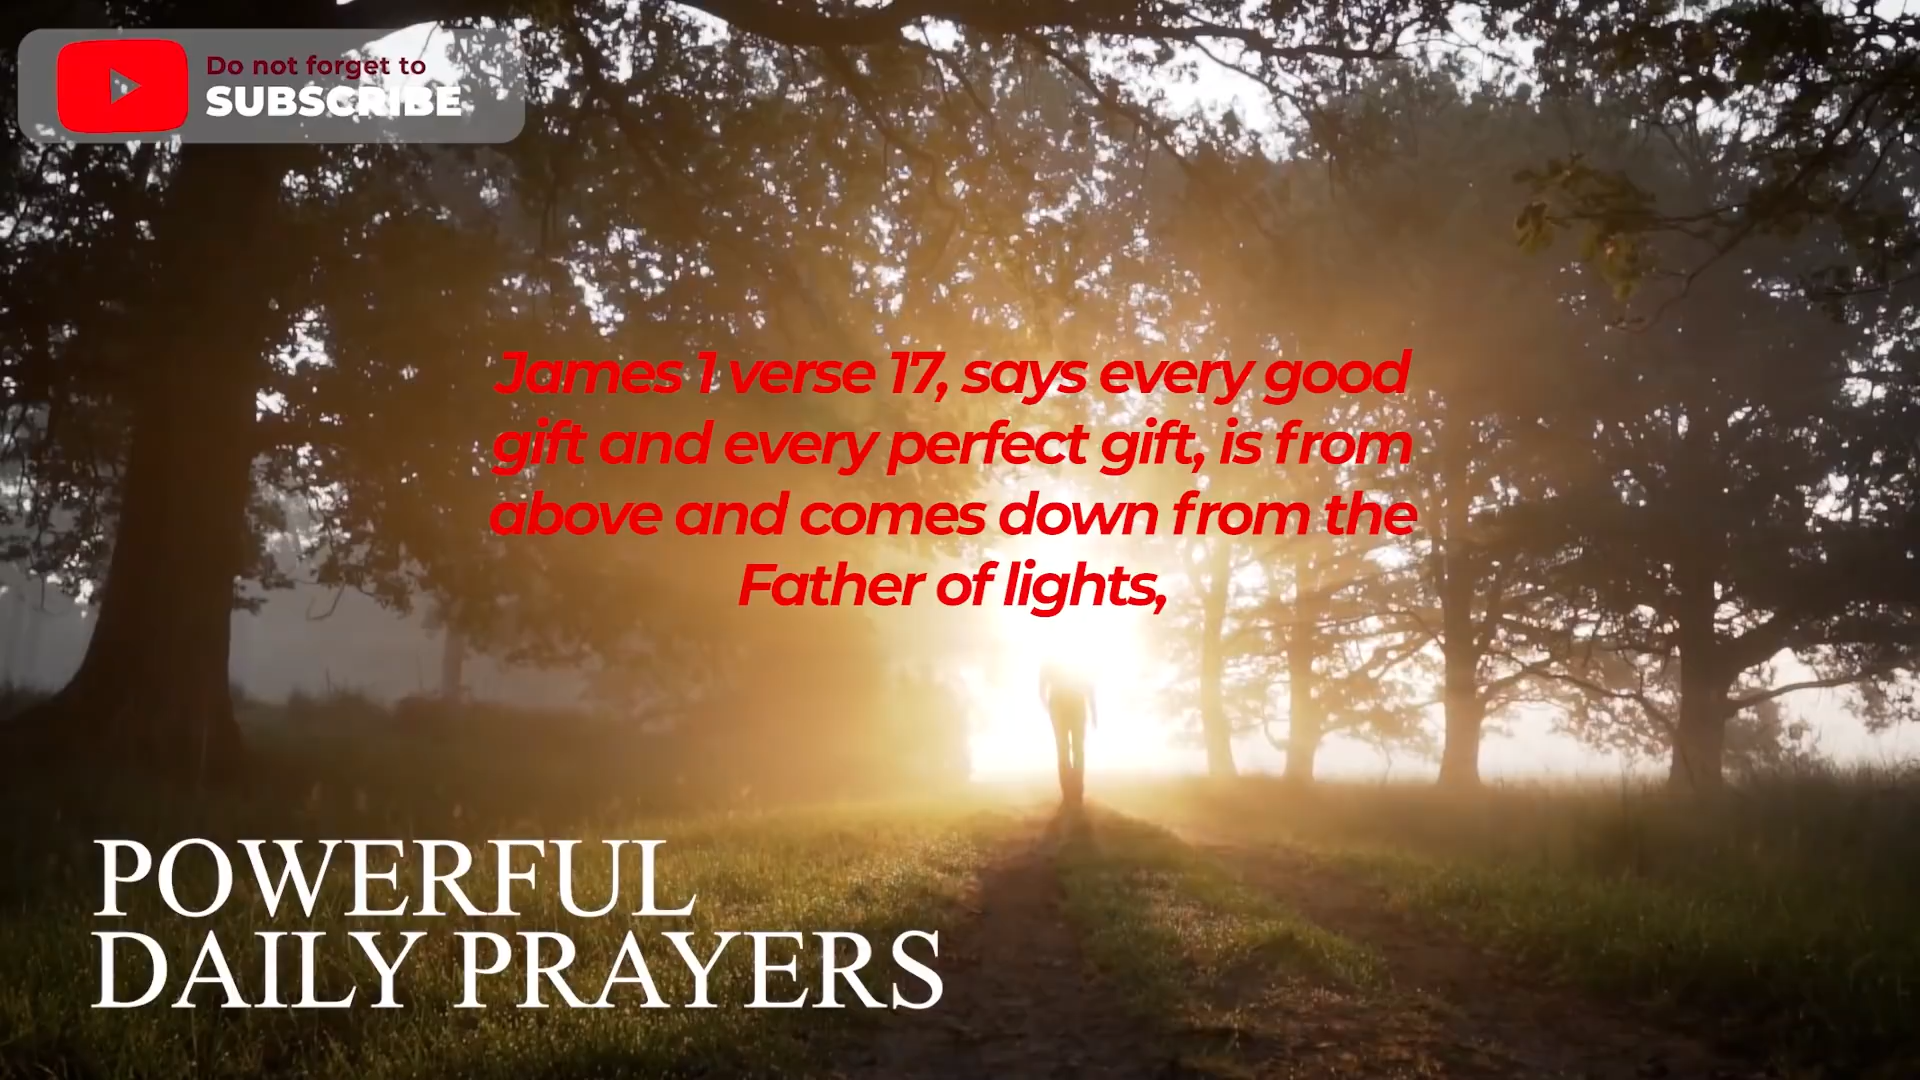 Do not forget to
SUBSCRIBE
James 1 verse 17, says every good
gift and every perfect gift, is from
above and comes down from the
Father of lights,
POWERFUL
DAILY PRAYERS